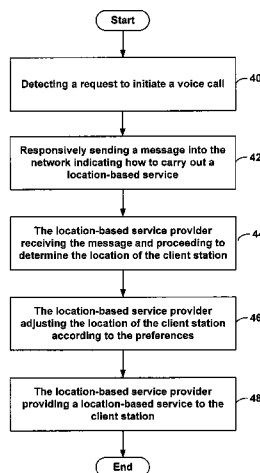 Start
Detecting a request to initiate a voice call
40
Responsively sending a message into the
network indicating how to carry out a
location-based service
42
The location-based service provider
receiving the message and proceeding to
determine the location of the client station
44
The location-based service provider
adjusting the location of the client station
according to the preferences
46
The location-based service provider
providing a location-based service to the
client station
48
End